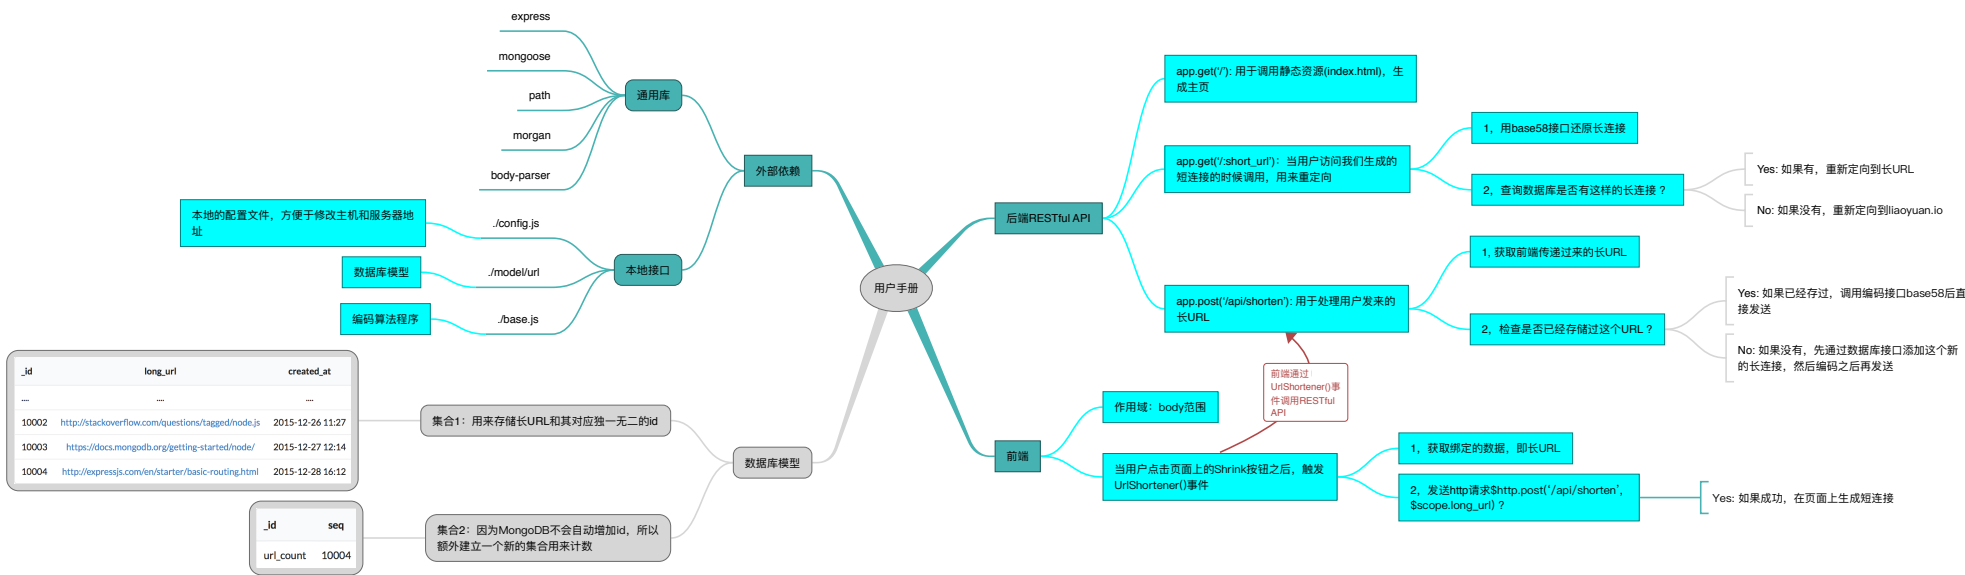 用户手册
外部依赖
通用库
express
mongoose
path
morgan
body-parser
本地接口
./config.js
本地的配置文件，方便于修改主机和服务器地
址
./model/url
数据库模型
./base.js
编码算法程序
数据库模型
集合1：用来存储长URL和其对应独一无二的id
_id long_url created_at
.... .... ....
10002 http://stackoverflow.com/questions/tagged/node.js 2015-12-26 11:27
10003 https://docs.mongodb.org/getting-started/node/ 2015-12-27 12:14
10004 http://expressjs.com/en/starter/basic-routing.html 2015-12-28 16:12
集合2：因为MongoDB不会自动增加id，所以
额外建立一个新的集合用来计数
_id seq
url_count 10004
后端RESTful API
app.get('/'): 用于调用静态资源(index.html)，生
成主页
app.get('/:short_url')：当用户访问我们生成的
短连接的时候调用，用来重定向
1，用base58接口还原长连接
2，查询数据库是否有这样的长连接？
Yes: 如果有，重新定向到长URL
No: 如果没有，重新定向到liaoyuan.io
app.post('/api/shorten'): 用于处理用户发来的
长URL
1, 获取前端传递过来的长URL
2，检查是否已经存储过这个URL？
Yes: 如果已经存过，调用编码接口base58后直
接发送
No: 如果没有，先通过数据库接口添加这个新
的长连接，然后编码之后再发送
前端通过
UrlShortener()事
件调用RESTful
API
前端
作用域：body范围
当用户点击页面上的Shrink按钮之后，触发
UrlShortener()事件
1，获取绑定的数据，即长URL
2，发送http请求$http.post('/api/shorten',
$scope.long_url)？
Yes: 如果成功，在页面上生成短连接